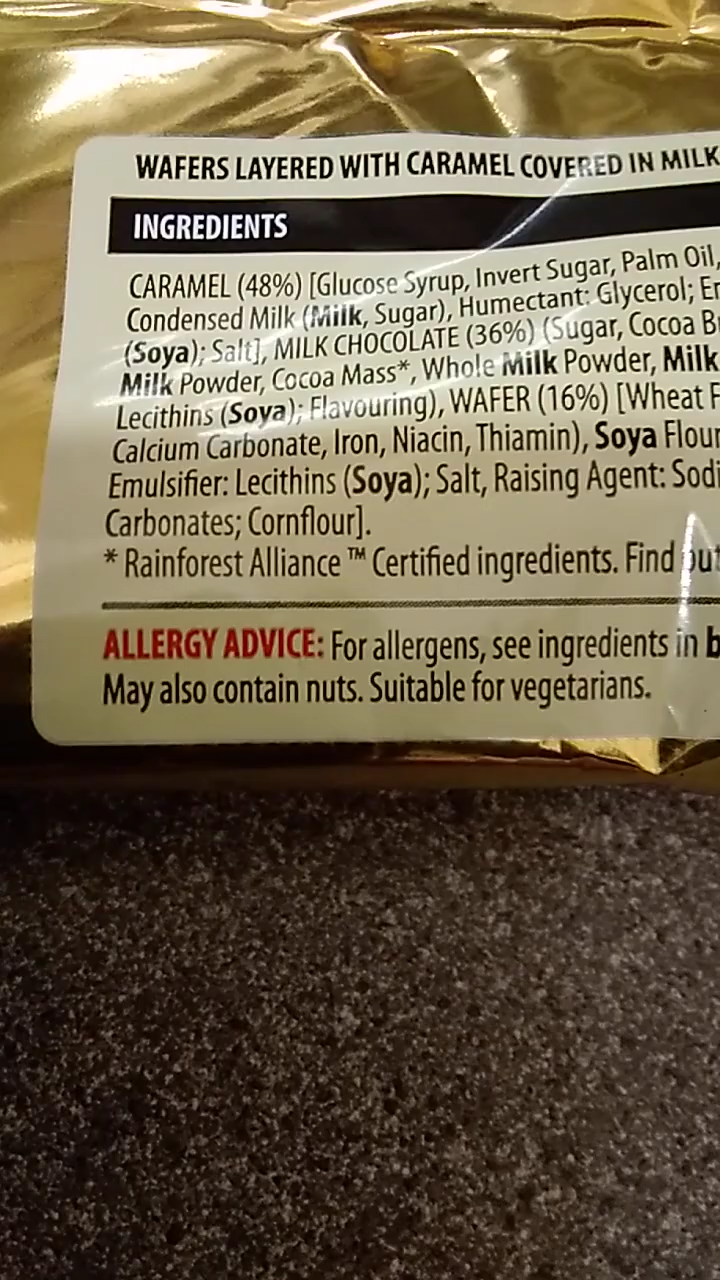 WAFERS LAYERED WITH CARAMEL COVERED IN MILK
INGREDIENTS
CARAMEL (48%) [Glucose Syrup, Invert Sugar, Palm Oil,
Condensed Milk (Milk, Sugar), Humectant: Glycerol;
(Soya); Salt], MILK CHOCOLATE (36%) (Sugar, Cocoa
Milk Powder, Cocoa Mass*, Whole Milk Powder, Milk
Lecithins (Soya); Flavouring), WAFER (16%) [Wheat
Calcium Carbonate, Iron, Niacin, Thiamin), Soya Flour
Emulsifier: Lecithins (Soya); Salt, Raising Agent:
Carbonates; Cornflour].
* Rainforest Alliance ™ Certified ingredients. Find out
ALLERGY ADVICE: For allergens, see ingredients in
May also contain nuts. Suitable for vegetarians.